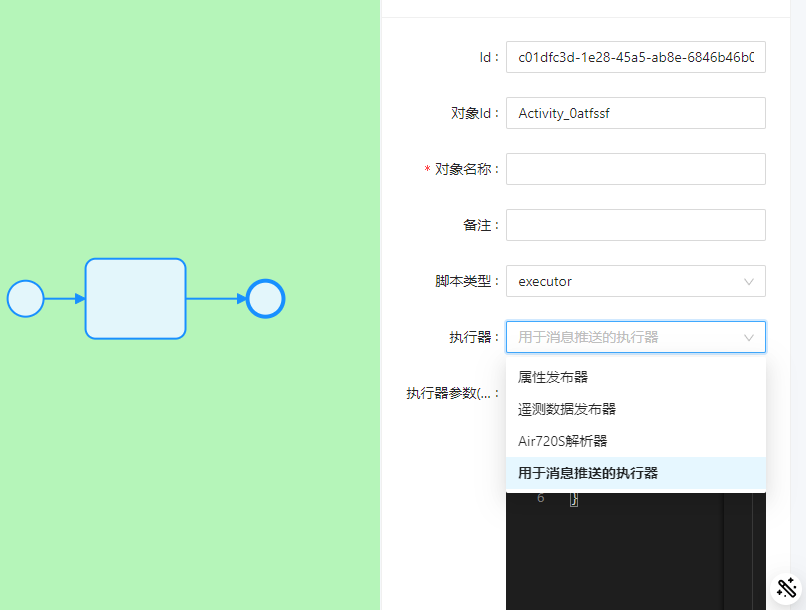 Id : c01dfc3d-1e28-45a5-ab8e-6846b46b0
对象Id : Activity_0atfssf
* 对象名称 :
备注 :
脚本类型 : executor
执行器 : 用于消息推送的执行器
执行器参数(... :
属性发布器
遥测数据发布器
Air720S解析器
用于消息推送的执行器
6 }